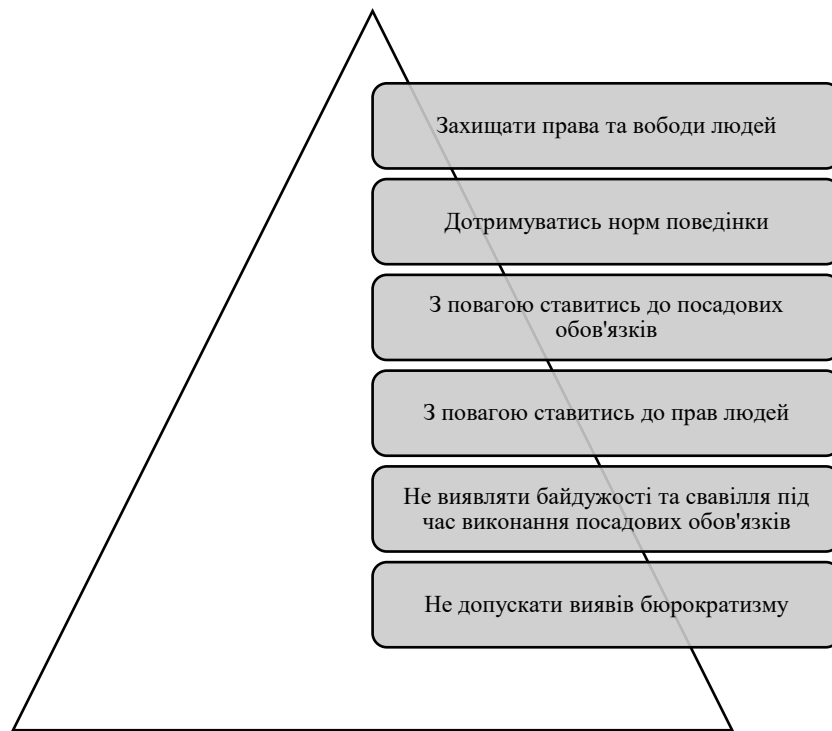 Захищати права та вободи людей
Дотримуватись норм поведінки
З повагою ставитись до посадових
обов'язків
З повагою ставитись до прав людей
Не виявляти байдужості та свавілля під
час виконання посадових обов'язків
Не допускати виявів бюрократизму